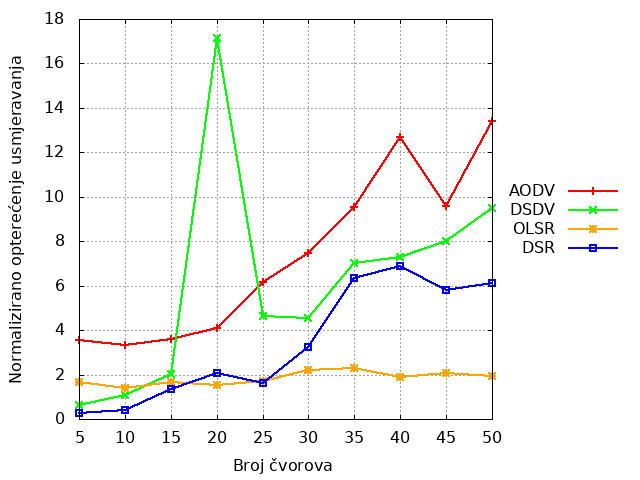 Normalizirano opterećenje usmjeravanja
18
16
14
12
10
8
6
4
2
0
5 10 15 20 25 30 35 40 45 50
Broj čvorova
AODV
DSDV
OLSR
DSR